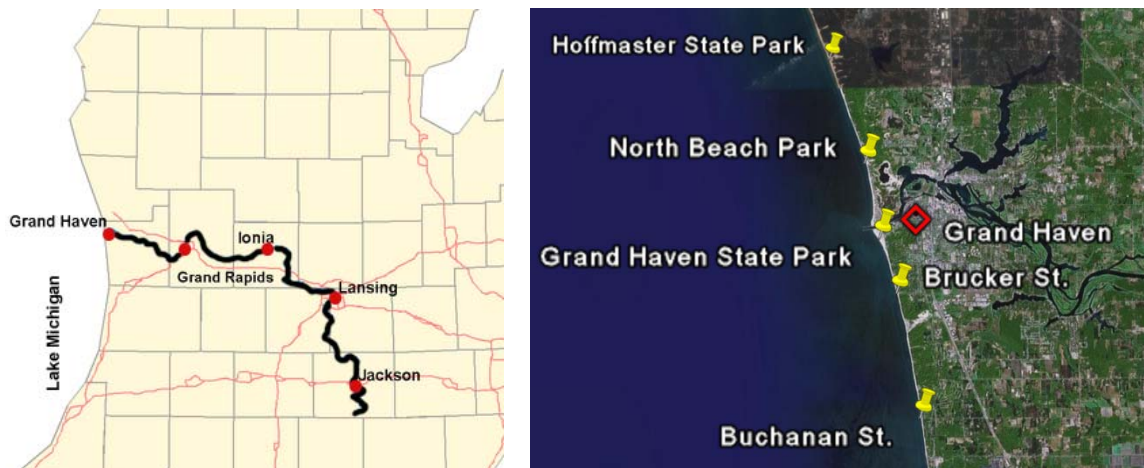 Grand Haven
Ionia
Grand Rapids
Lansing
Jackson
Lake Michigan
Hoffmaster State Park
North Beach Park
Grand Haven
Grand Haven State Park
Brucker St.
Buchanan St.